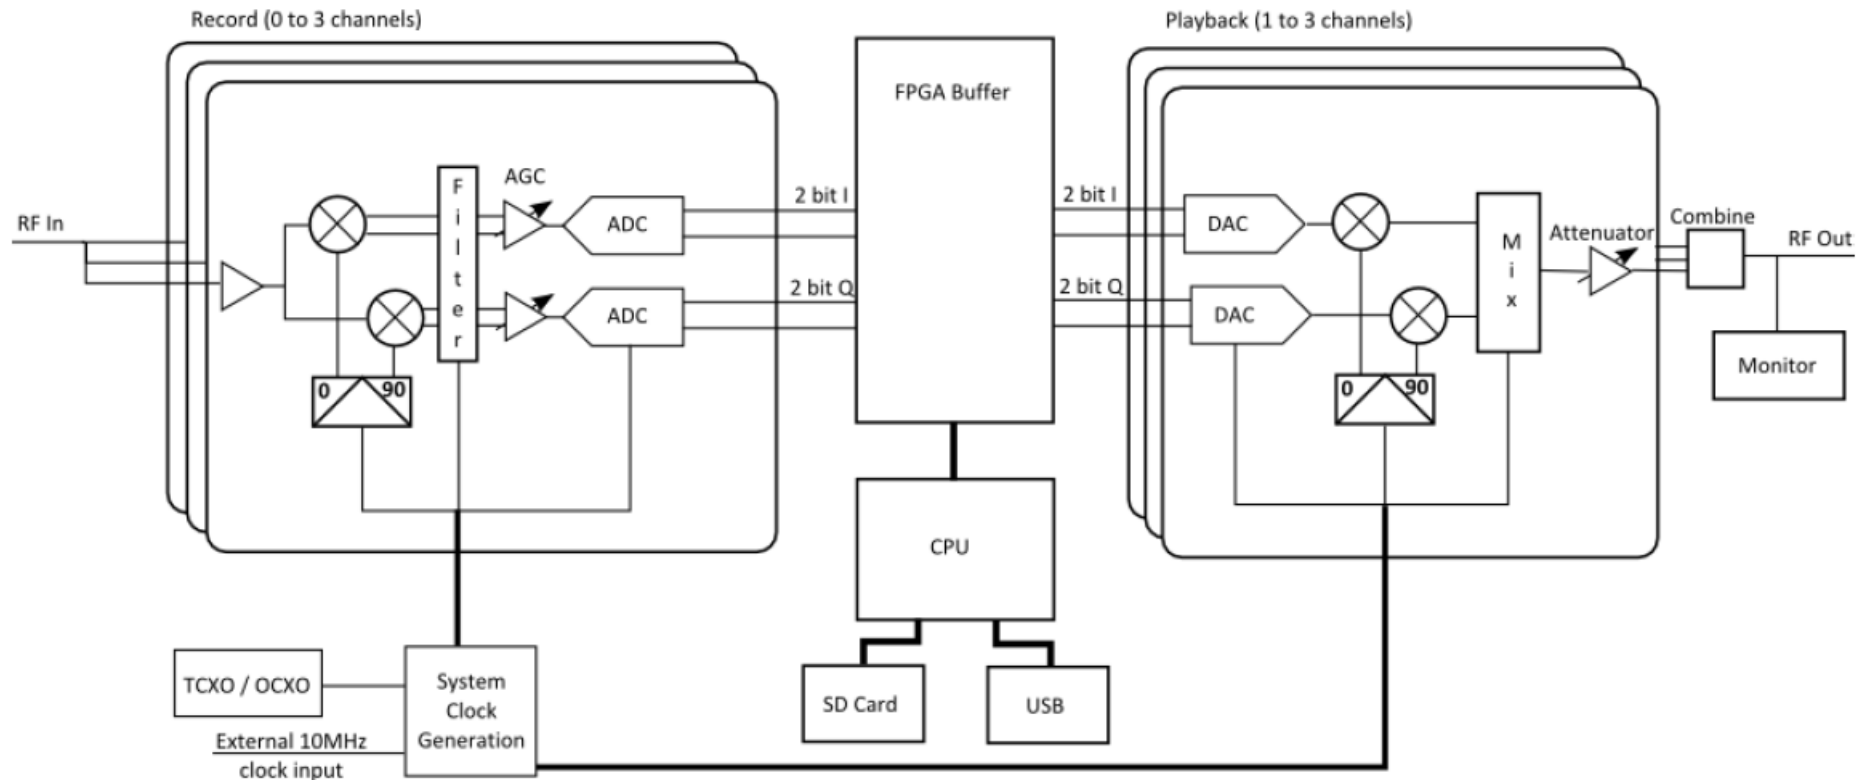 Record (0 to 3 channels)
Playback (1 to 3 channels)
FPGA Buffer
RF In
F
i
l
t
e
r
AGC
ADC
ADC
2 bit I
2 bit Q
2 bit I
2 bit Q
DAC
DAC
M
i
x
Attenuator
Combine
RF Out
Monitor
0 90
0 90
CPU
SD Card
USB
TCXO / OCXO
System
Clock
Generation
External 10MHz
clock input